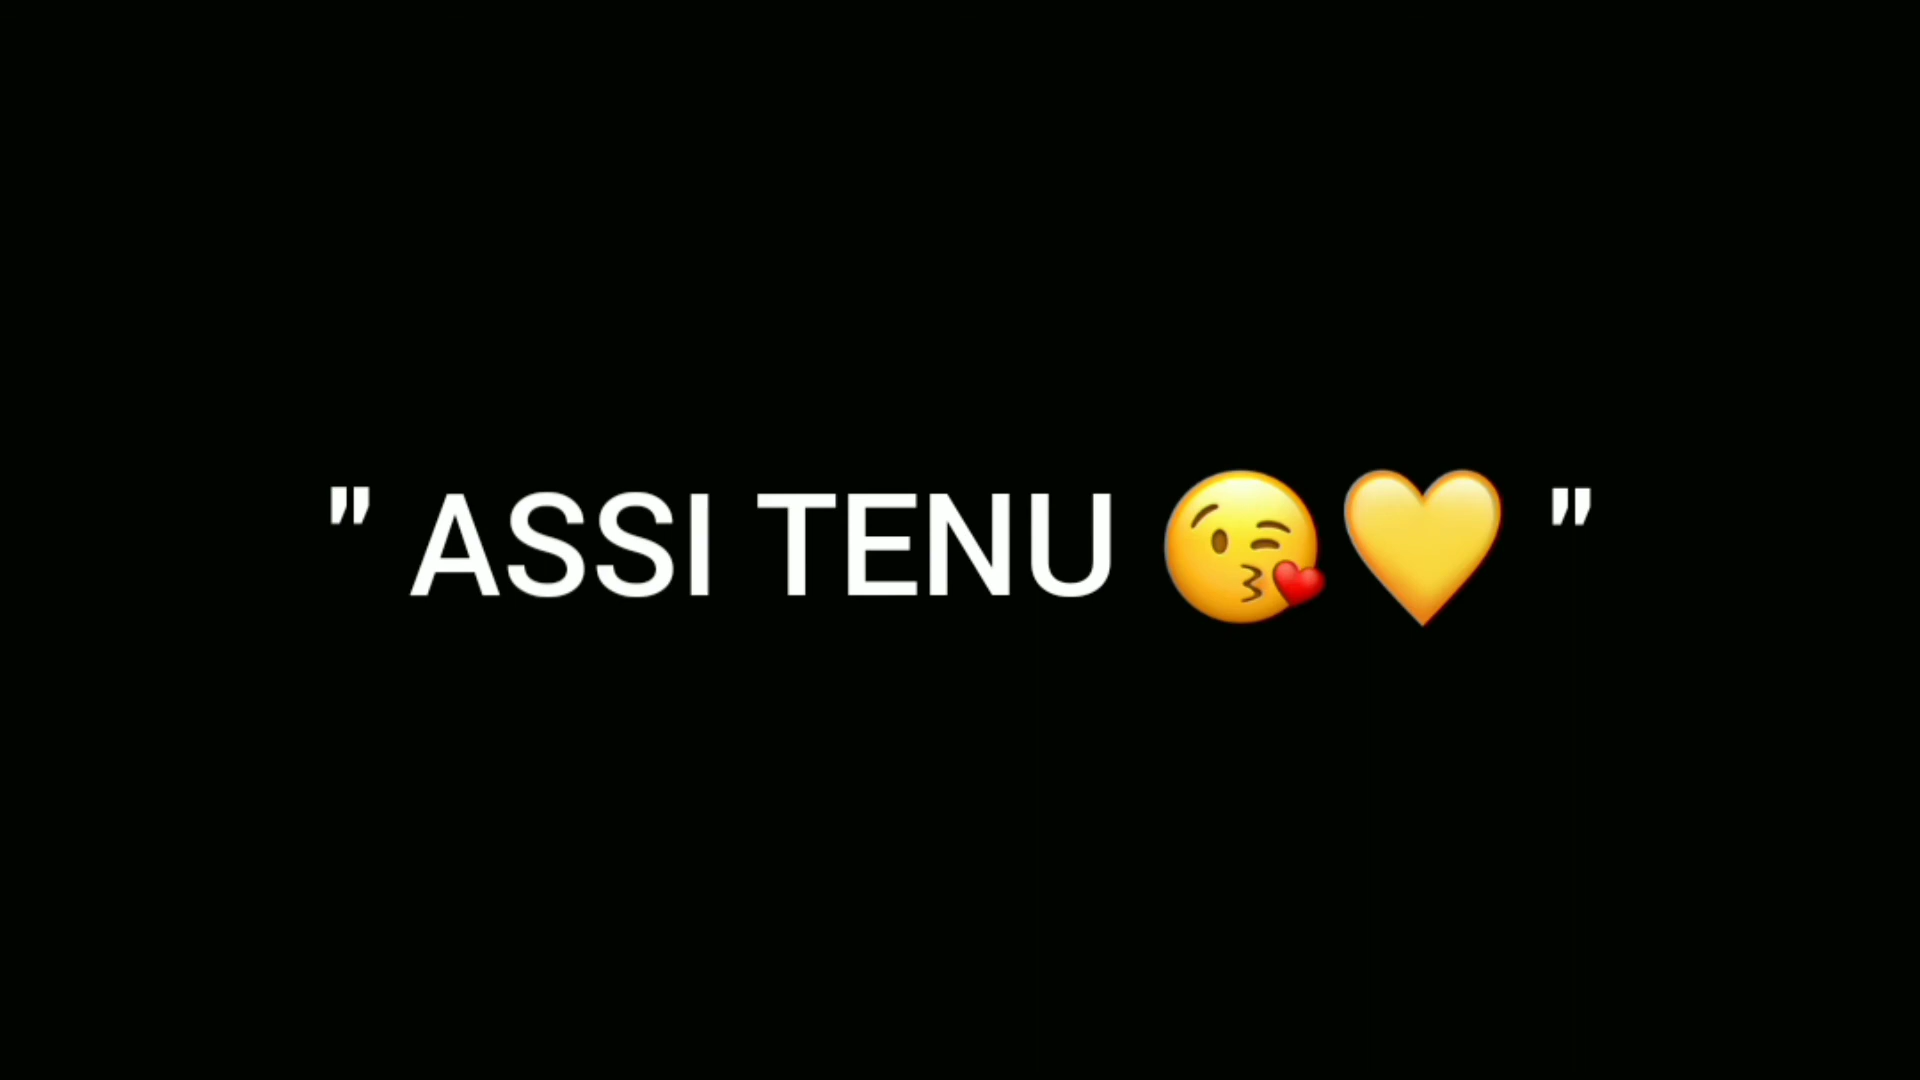 " ASSI TENU 😘💛 "